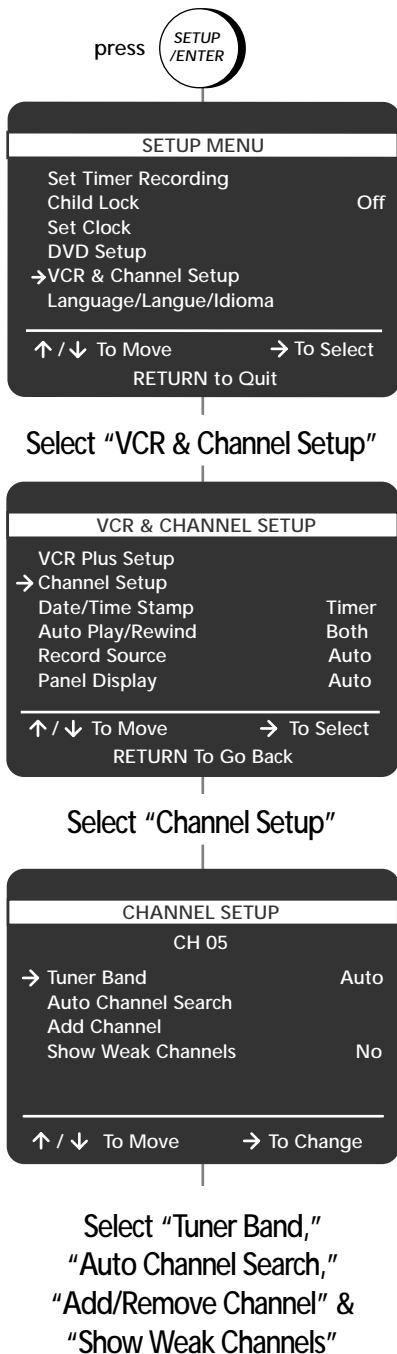 press SETUP
/ENTER
SETUP MENU
Set Timer Recording
Child Lock Off
Set Clock
DVD Setup
→VCR & Channel Setup
Language/Langue/Idioma
↑ / ↓ To Move → To Select
RETURN to Quit
Select “VCR & Channel Setup”
VCR & CHANNEL SETUP
VCR Plus Setup
→ Channel Setup
Date/Time Stamp Timer
Auto Play/Rewind Both
Record Source Auto
Panel Display Auto
↑ / ↓ To Move → To Select
RETURN To Go Back
Select “Channel Setup”
CHANNEL SETUP
CH 05
→ Tuner Band Auto
Auto Channel Search
Add Channel
Show Weak Channels No
↑ / ↓ To Move → To Change
Select “Tuner Band,”
“Auto Channel Search,”
“Add/Remove Channel” &
“Show Weak Channels”